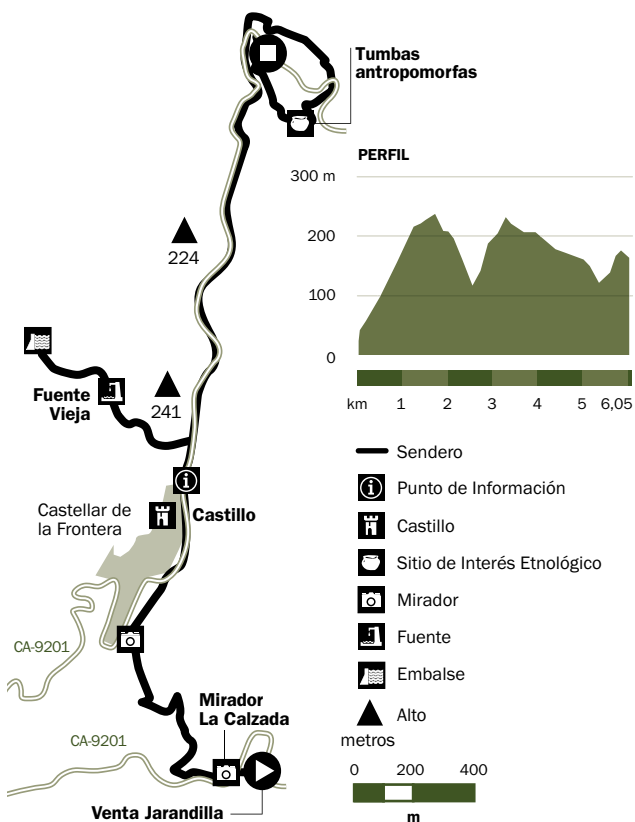 Tumbas
antropomorfas
PERFIL
300 m
200
100
0
km 1 2 3 4 5 6,05
224
241
Fuente
Vieja
Castellar de
la Frontera
Castillo
CA-9201
CA-9201
Mirador
La Calzada
Venta Jarandilla
Sendero
Punto de Información
Castillo
Sitio de Interés Etnológico
Mirador
Fuente
Embalse
Alto
metros
0 200 400
m